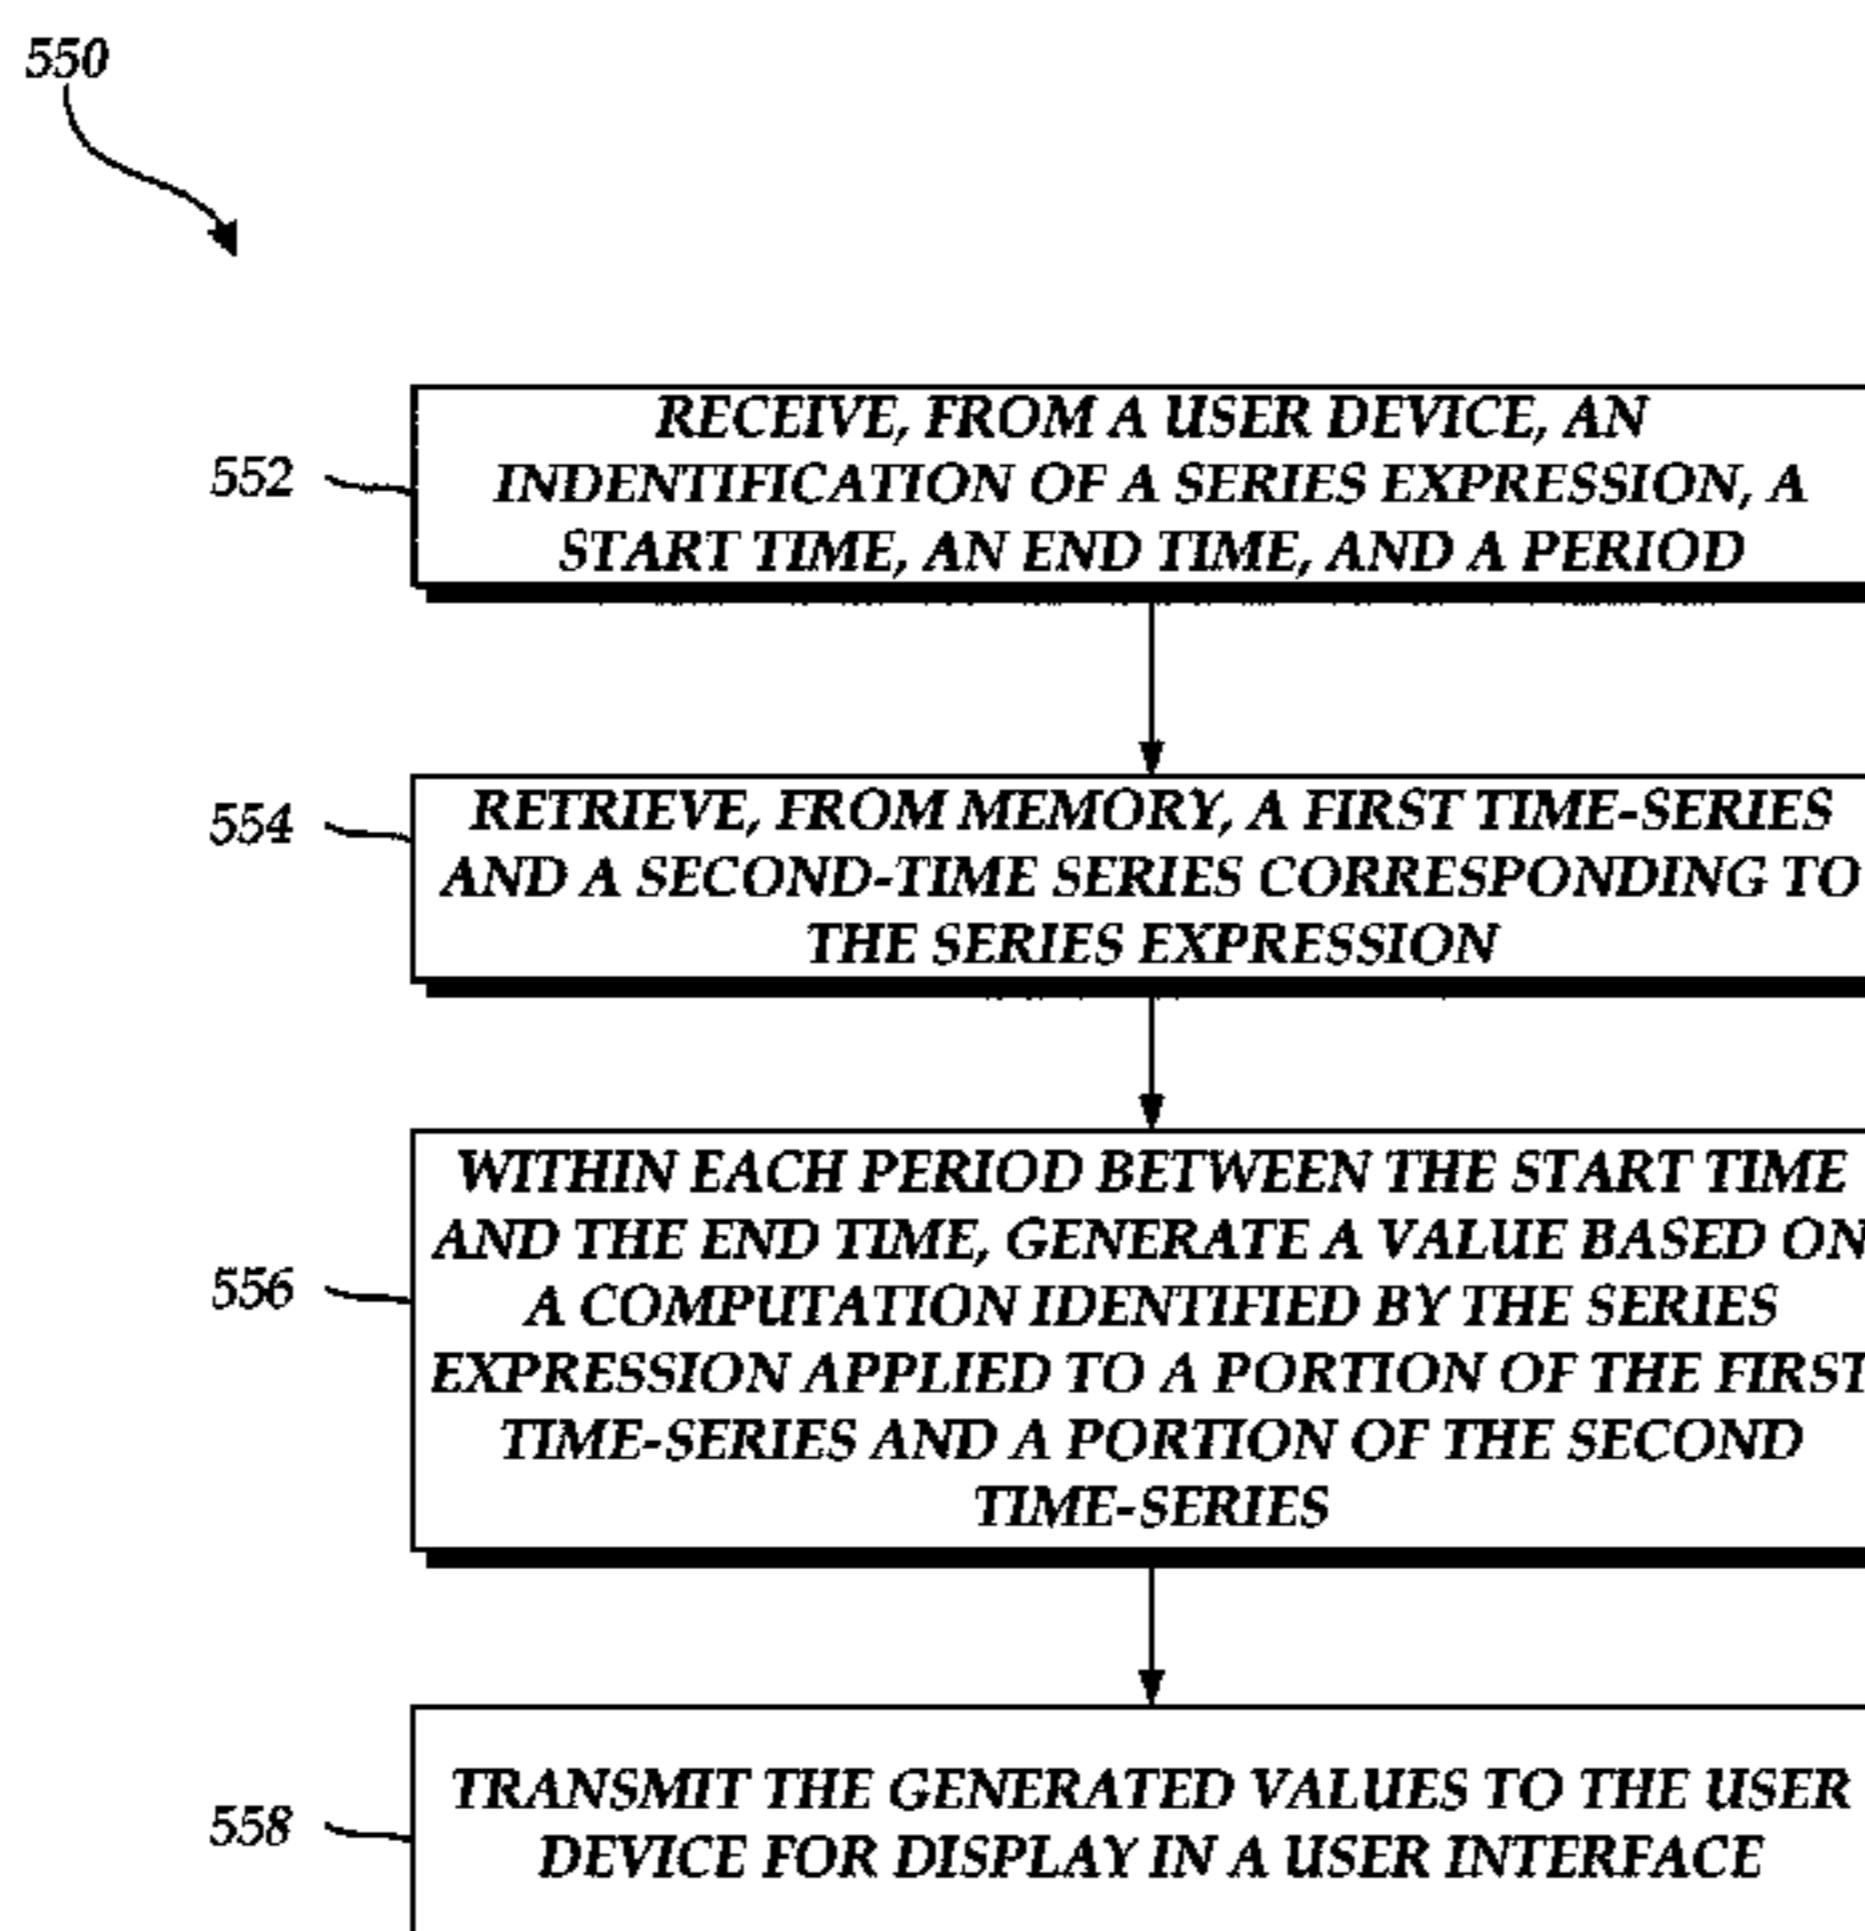 550
552
RECEIVE, FROM A USER DEVICE, AN
INDENTIFICATION OF A SERIES EXPRESSION, A
START TIME, AN END TIME, AND A PERIOD
554
RETRIEVE, FROM MEMORY, A FIRST TIME-SERIES
AND A SECOND-TIME SERIES CORRESPONDING TO
THE SERIES EXPRESSION
556
WITHIN EACH PERIOD BETWEEN THE START TIME
AND THE END TIME, GENERATE A VALUE BASED ON
A COMPUTATION IDENTIFIED BY THE SERIES
EXPRESSION APPLIED TO A PORTION OF THE FIRST
TIME-SERIES AND A PORTION OF THE SECOND
TIME-SERIES
558
TRANSMIT THE GENERATED VALUES TO THE USER
DEVICE FOR DISPLAY IN A USER INTERFACE